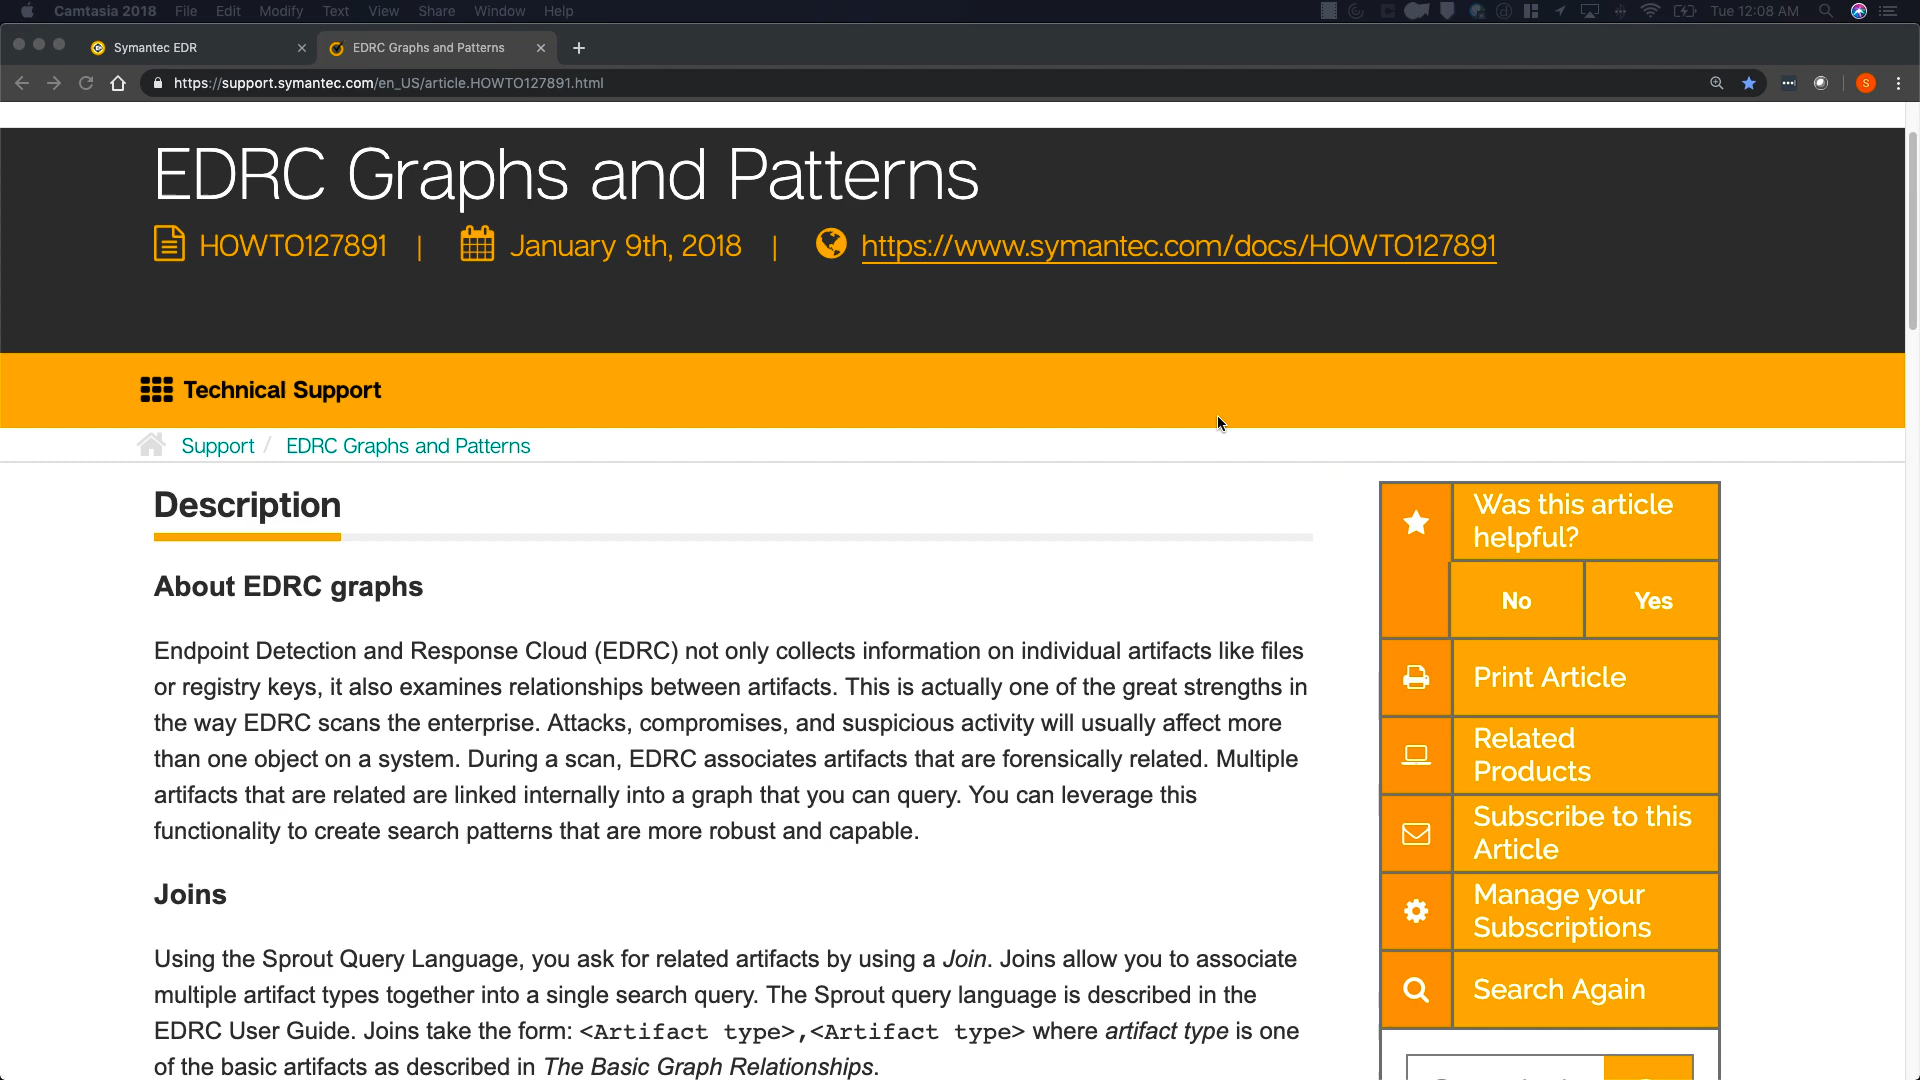 Camtasia 2018 File Edit Modify Text View Share Window Help Tue 12:08 AM
Symantec EDR
EDRC Graphs and Patterns
https://support.symantec.com/en_US/article.HOWTO127891.html
S
EDRC Graphs and Patterns
HOWTO127891 | January 9th, 2018 | https://www.symantec.com/docs/HOWTO127891
Technical Support
Support / EDRC Graphs and Patterns
Description
About EDRC graphs
Endpoint Detection and Response Cloud (EDRC) not only collects information on individual artifacts like files
or registry keys, it also examines relationships between artifacts. This is actually one of the great strengths in
the way EDRC scans the enterprise. Attacks, compromises, and suspicious activity will usually affect more
than one object on a system. During a scan, EDRC associates artifacts that are forensically related. Multiple
artifacts that are related are linked internally into a graph that you can query. You can leverage this
functionality to create search patterns that are more robust and capable.
Joins
Using the Sprout Query Language, you ask for related artifacts by using a Join. Joins allow you to associate
multiple artifact types together into a single search query. The Sprout query language is described in the
EDRC User Guide. Joins take the form: <Artifact type>,<Artifact type> where artifact type is one
of the basic artifacts as described in The Basic Graph Relationships.
Was this article
helpful?
No
Yes
Print Article
Related
Products
Subscribe to this
Article
Manage your
Subscriptions
Search Again